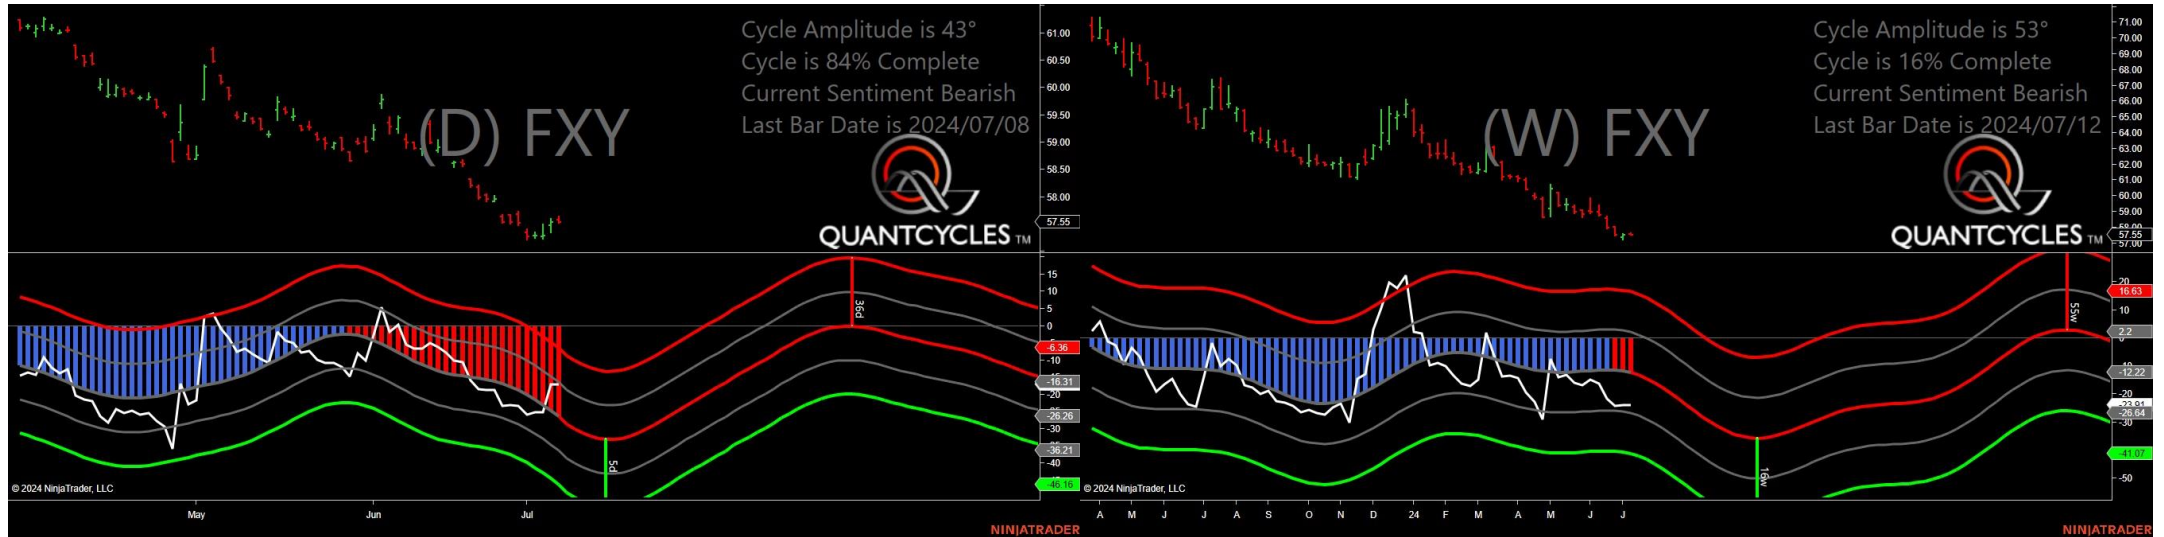 Cycle Amplitude is 43°
Cycle is 84% Complete
Current Sentiment Bearish
Last Bar Date is 2024/07/08
(D) FXY
QUANTCYCLES TM
61.00
60.50
60.00
59.50
59.00
58.50
58.00
57.55
15
10
5
0
-6.36
-10
-16.31
-26.26
-30
-36.21
-40
-46.16
36d
5d
© 2024 NinjaTrader, LLC
May Jun Jul
NINJATRADER
Cycle Amplitude is 53°
Cycle is 16% Complete
Current Sentiment Bearish
Last Bar Date is 2024/07/12
(W) FXY
QUANTCYCLES TM
71.00
70.00
69.00
68.00
67.00
66.00
65.00
64.00
63.00
62.00
61.00
60.00
59.00
57.55
57.00
20
16.63
10
2.2
0
-12.22
-20
-23.91
-26.64
-30
-41.07
-50
55w
16w
© 2024 NinjaTrader, LLC
A M J J A S O N D 24 F M A M J J
NINJATRADER